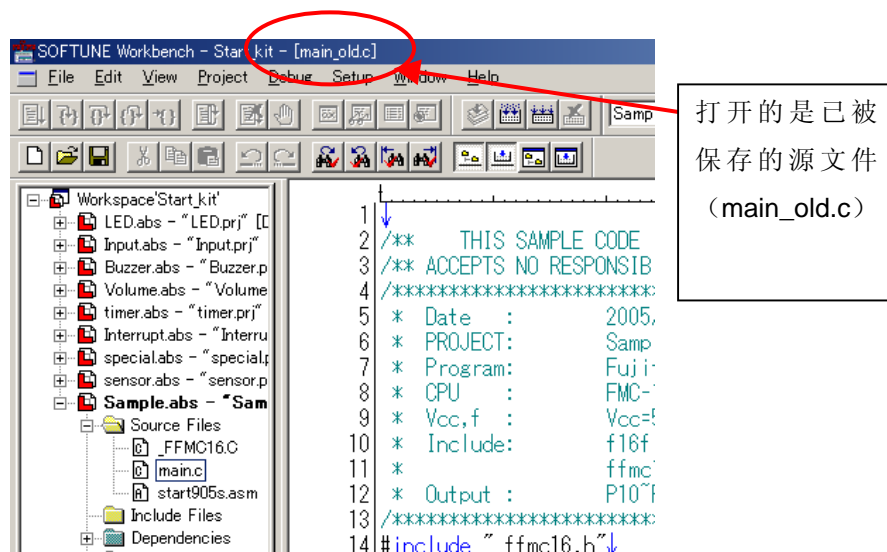 SOFTUNE Workbench - Start_kit - [main_old.c]
File Edit View Project Debug Setup Window Help
Samp
Workspace'Start_kit'
LED.abs - "LED.prj" [D
Input.abs - "Input.prj"
Buzzer.abs - "Buzzer.p
Volume.abs - "Volume
timer.abs - "timer.prj"
Interrupt.abs - "Interru
special.abs - "special.p
sensor.abs - "sensor.p
Sample.abs - "Sam
Source Files
_FFMC16.C
main.c
start905s.asm
Include Files
Dependencies
1
2 /** THIS SAMPLE CODE
3 /** ACCEPTS NO RESPONSIB
4 /*************************
5 * Date : 2005,
6 * PROJECT: Samp
7 * Program: Fuji
8 * CPU : FMC-
9 * Vcc,f : Vcc=5
10 * Include: f16f
11 * ffmc
12 * Output : P10~P
13 /*************************
14 #include " ffmc16.h"↓
打开的是已被
保存的源文件
（main_old.c）